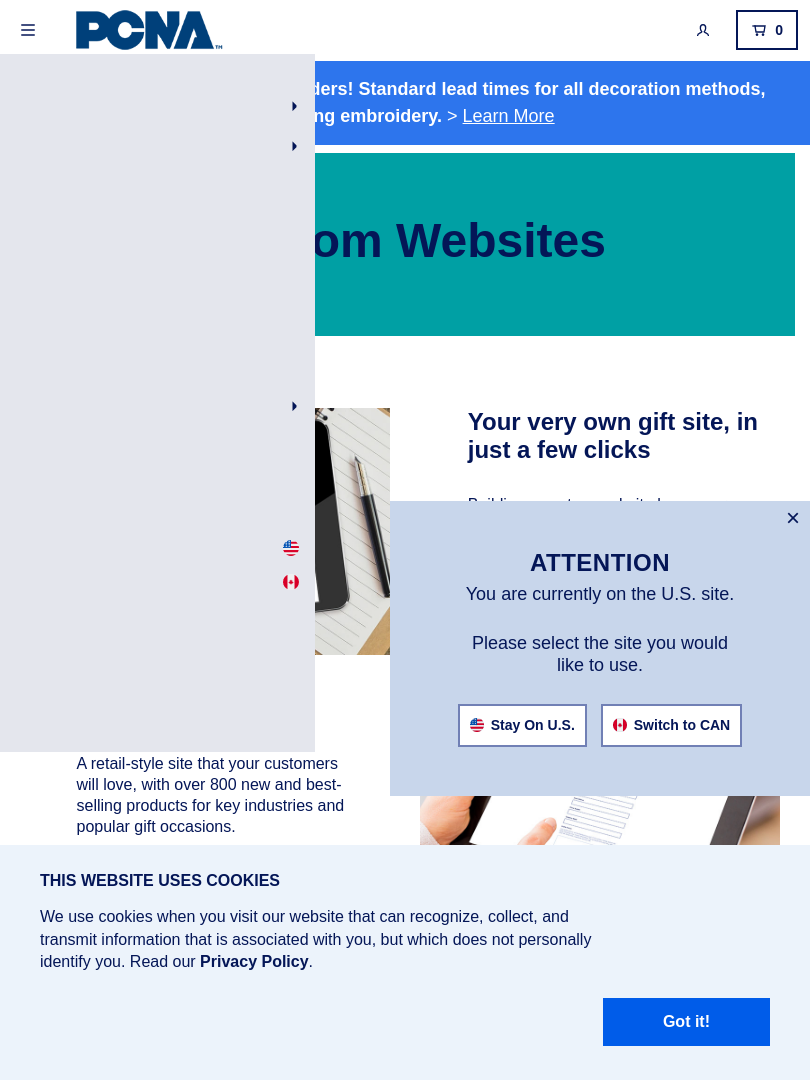 PCNA™
0
ders! Standard lead times for all decoration methods,
ng embroidery. > Learn More
om Websites
Your very own gift site, in
just a few clicks
ATTENTION
You are currently on the U.S. site.
Please select the site you would
like to use.
Stay On U.S.
Switch to CAN
A retail-style site that your customers
will love, with over 800 new and best-
selling products for key industries and
popular gift occasions.
THIS WEBSITE USES COOKIES
We use cookies when you visit our website that can recognize, collect, and
transmit information that is associated with you, but which does not personally
identify you. Read our Privacy Policy.
Got it!